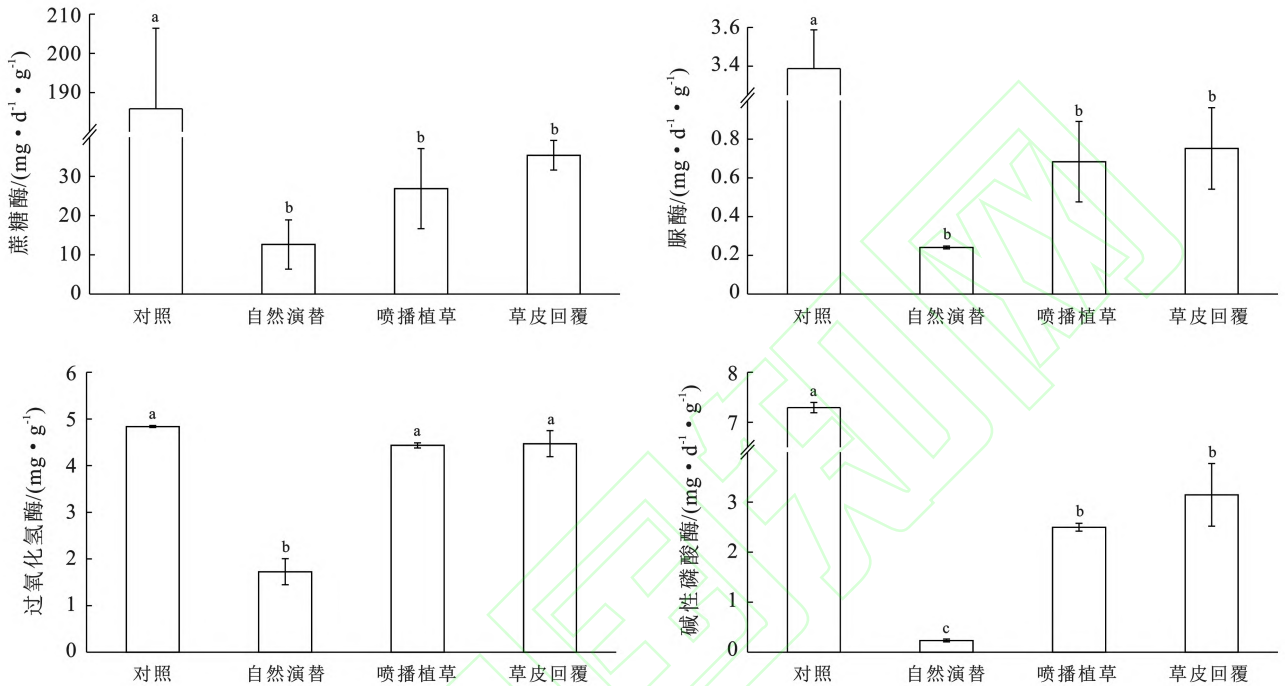 210
200
190
30
20
10
0
蔗糖酶/(mg·d⁻¹·g⁻¹)
a
b
b
b
对照 自然演替 喷播植草 草皮回覆
3.6
3.4
0.8
0.6
0.4
0.2
0
脲酶/(mg·d⁻¹·g⁻¹)
a
b
b
b
对照 自然演替 喷播植草 草皮回覆
6
5
4
3
2
1
0
过氧化氢酶/(mg·g⁻¹)
a
b
a
a
对照 自然演替 喷播植草 草皮回覆
8
7
3
2
1
0
碱性磷酸酶/(mg·d⁻¹·g⁻¹)
a
c
b
b
对照 自然演替 喷播植草 草皮回覆